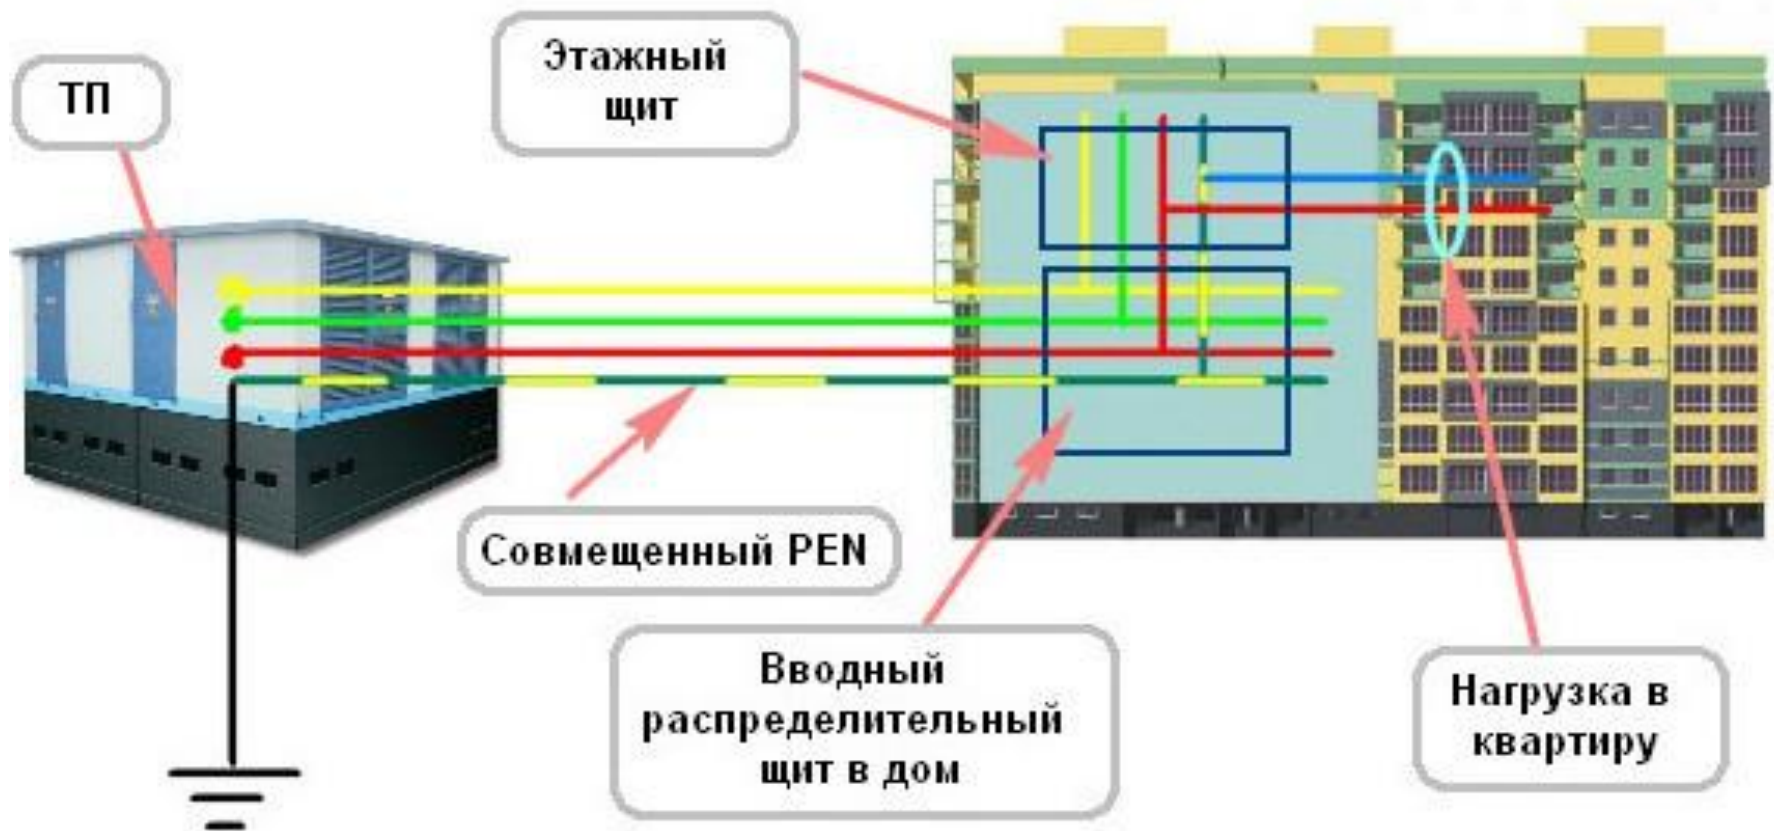 Этажный
щит
ТП
Совмещенный PEN
Вводный
распределительный
щит в дом
Нагрузка в
квартиру